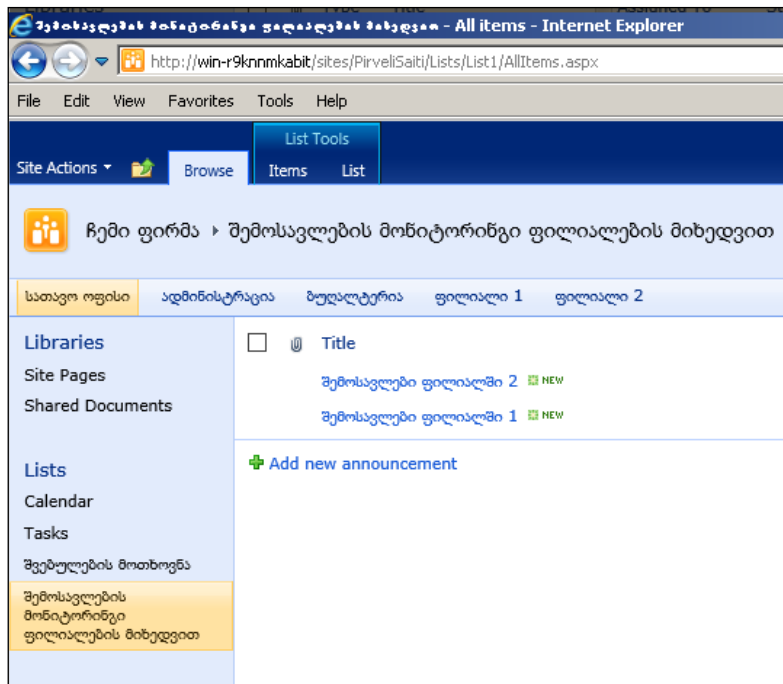 შემოსავლების მონიტორინგი ფილიალების მიხედვით - All items - Internet Explorer
http://win-r9knnmkabit/sites/PirveliSaiti/Lists/List1/AllItems.aspx
File Edit View Favorites Tools Help
List Tools
Site Actions Browse Items List
ჩემი ფირმა ▸ შემოსავლების მონიტორინგი ფილიალების მიხედვით
სათავო ოფისი ადმინისტრაცია ბუღალტერია ფილიალი 1 ფილიალი 2
Libraries
Site Pages
Shared Documents
Lists
Calendar
Tasks
შვებულების მოთხოვნა
შემოსავლების
მონიტორინგი
ფილიალების მიხედვით
Title
შემოსავლები ფილიალში 2 NEW
შემოსავლები ფილიალში 1 NEW
Add new announcement